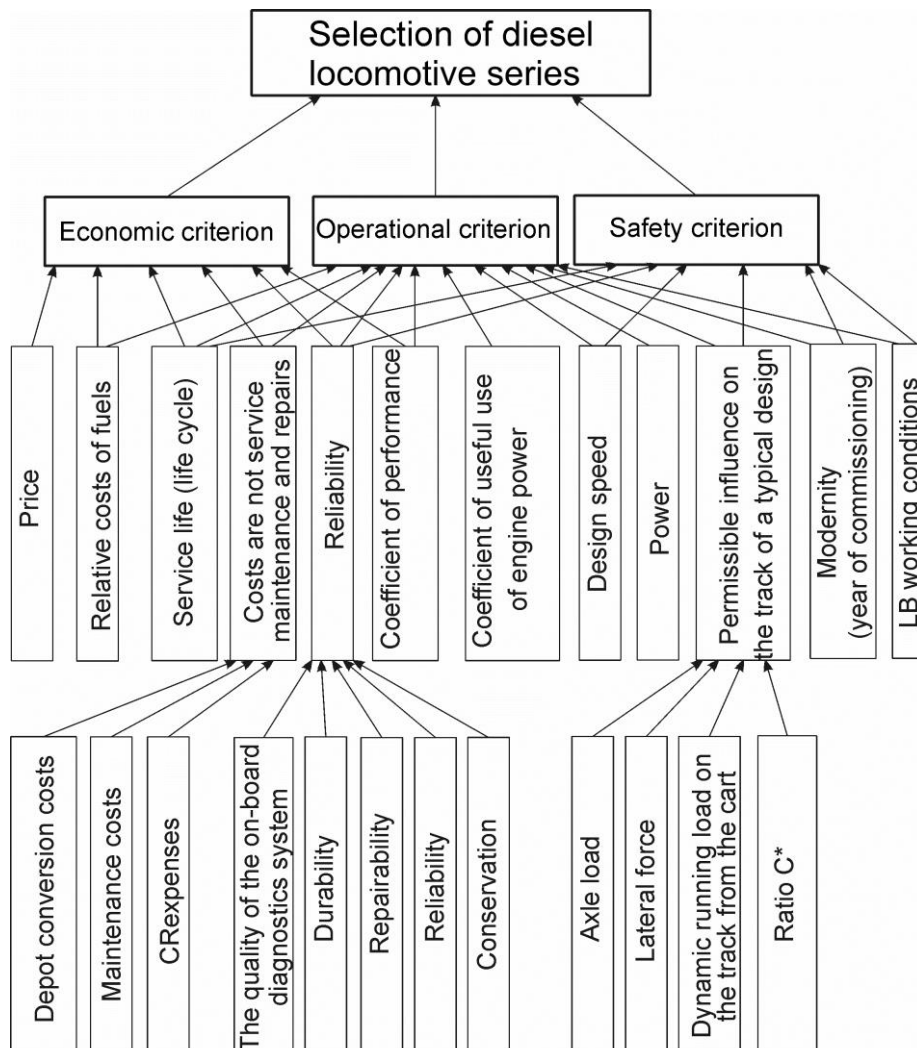 Selection of diesel
locomotive series
Economic criterion
Operational criterion
Safety criterion
Price
Relative costs of fuels
Service life (life cycle)
Costs are not service
maintenance and repairs
Reliability
Coefficient of performance
Coefficient of useful use
of engine power
Design speed
Power
Permissible influence on
the track of a typical design
Modernity
(year of commissioning)
LB working conditions
Depot conversion costs
Maintenance costs
CRexpenses
The quality of the on-board
diagnostics system
Durability
Repairability
Reliability
Conservation
Axle load
Lateral force
Dynamic running load on
the track from the cart
Ratio C*